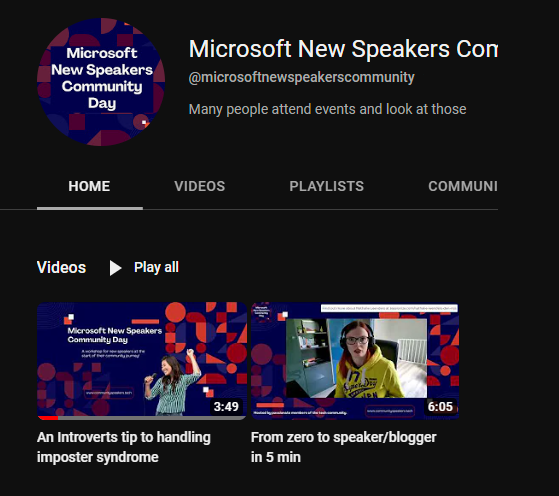 Microsoft
New Speakers
Community
Day
Microsoft New Speakers Com
@microsoftnewspeakerscommunity
Many people attend events and look at those
HOME
VIDEOS
PLAYLISTS
COMMUNI
Videos
Play all
Microsoft New Speakers
Community Day
A workshop for new speakers at the
start of their community journey!
3:49
6:05
An Introverts tip to handling
imposter syndrome
From zero to speaker/blogger
in 5 min